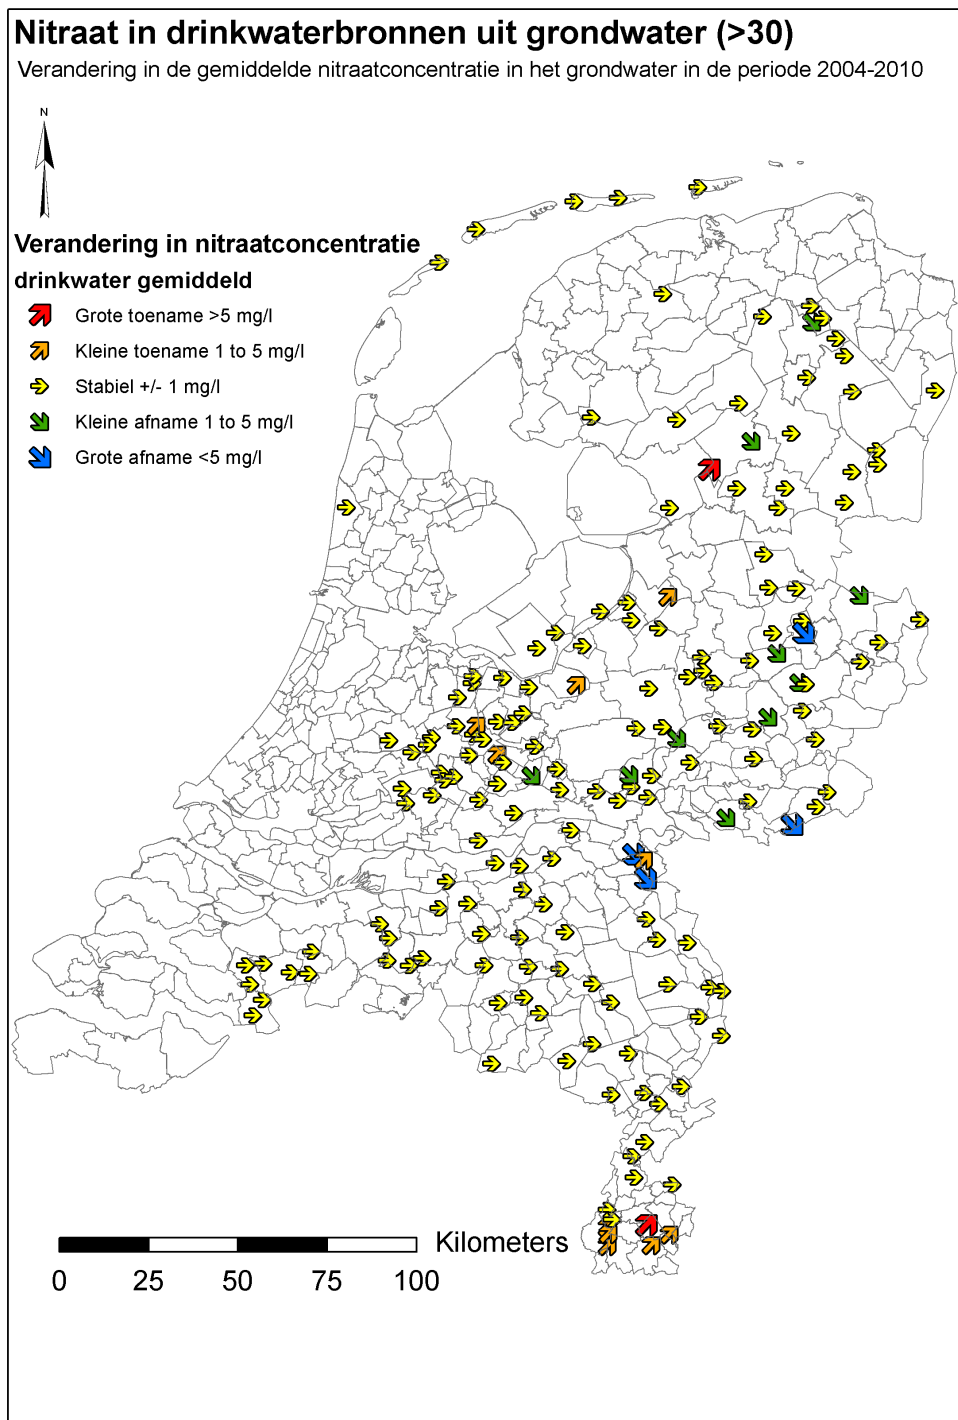 Nitraat in drinkwaterbronnen uit grondwater (>30)
Verandering in de gemiddelde nitraatconcentratie in het grondwater in de periode 2004-2010
N
Verandering in nitraatconcentratie
drinkwater gemiddeld
Grote toename >5 mg/l
Kleine toename 1 to 5 mg/l
Stabiel +/- 1 mg/l
Kleine afname 1 to 5 mg/l
Grote afname <5 mg/l
Kilometers
0 25 50 75 100